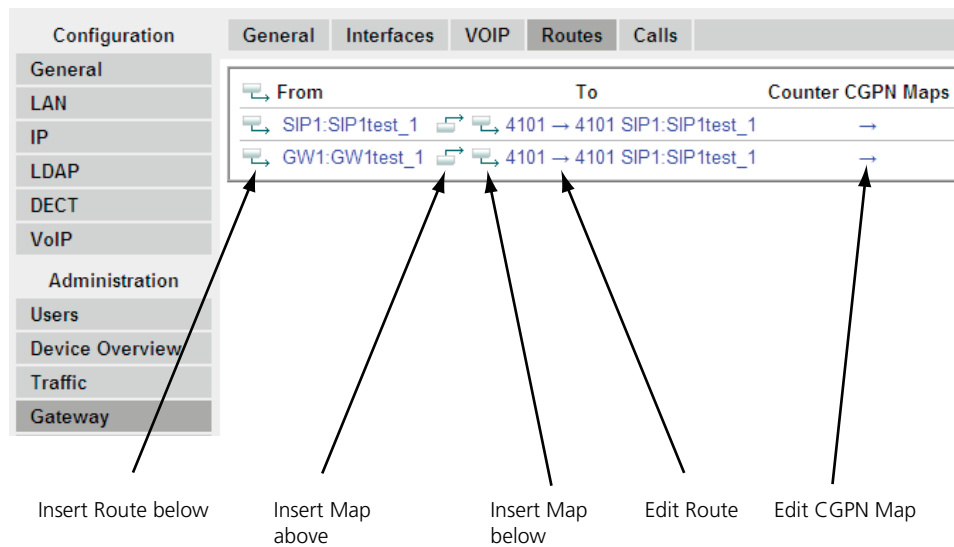 Configuration
General
LAN
IP
LDAP
DECT
VoIP
Administration
Users
Device Overview
Traffic
Gateway
General Interfaces VOIP Routes Calls
From To Counter CGPN Maps
SIP1:SIP1test_1 4101 → 4101 SIP1:SIP1test_1 →
GW1:GW1test_1 4101 → 4101 SIP1:SIP1test_1 →
Insert Route below
Insert Map
above
Insert Map
below
Edit Route
Edit CGPN Map